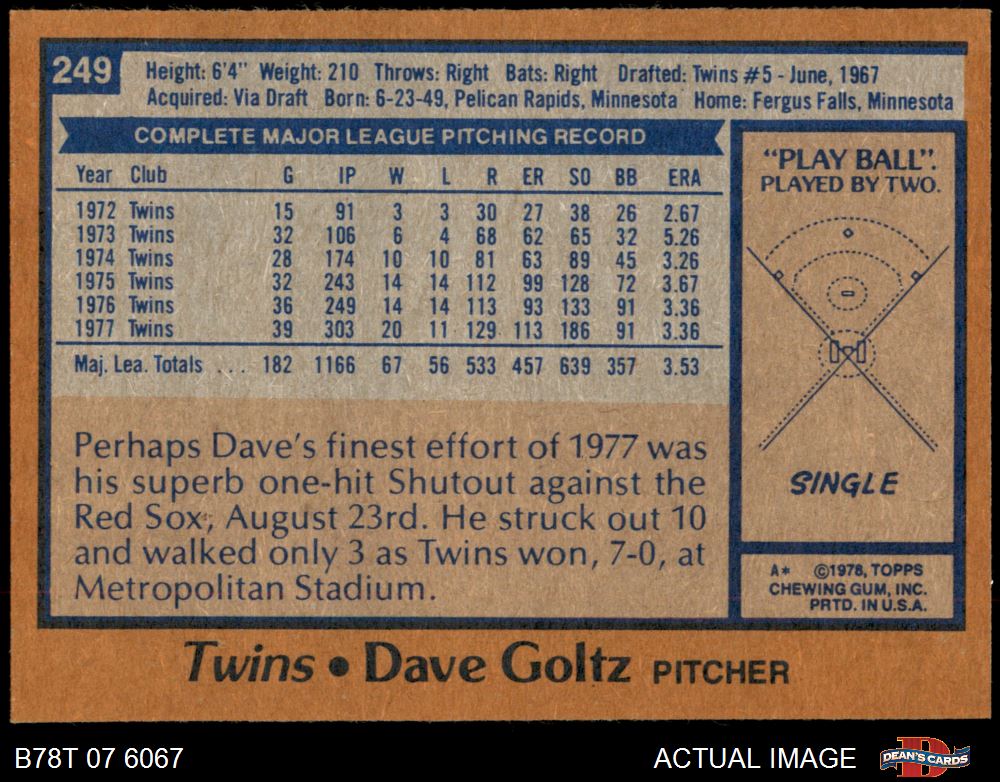 249
Height: 6'4" Weight: 210 Throws: Right Bats: Right Drafted: Twins #5 - June, 1967
Acquired: Via Draft Born: 6-23-49, Pelican Rapids, Minnesota Home: Fergus Falls, Minnesota
COMPLETE MAJOR LEAGUE PITCHING RECORD
Year Club G IP W L R ER SO BB ERA
1972 Twins 15 91 3 3 30 27 38 26 2.67
1973 Twins 32 106 6 4 68 62 65 32 5.26
1974 Twins 28 174 10 10 81 63 89 45 3.26
1975 Twins 32 243 14 14 112 99 128 72 3.67
1976 Twins 36 249 14 14 113 93 133 91 3.36
1977 Twins 39 303 20 11 129 113 186 91 3.36
Maj. Lea. Totals . . . 182 1166 67 56 533 457 639 357 3.53
Perhaps Dave's finest effort of 1977 was
his superb one-hit Shutout against the
Red Sox, August 23rd. He struck out 10
and walked only 3 as Twins won, 7-0, at
Metropolitan Stadium.
"PLAY BALL".
PLAYED BY TWO.
SINGLE
A* ©1978, TOPPS
CHEWING GUM, INC.
PRTD. IN U.S.A.
Twins • Dave Goltz PITCHER
B78T 07 6067
ACTUAL IMAGE
D
DEAN'S CARDS